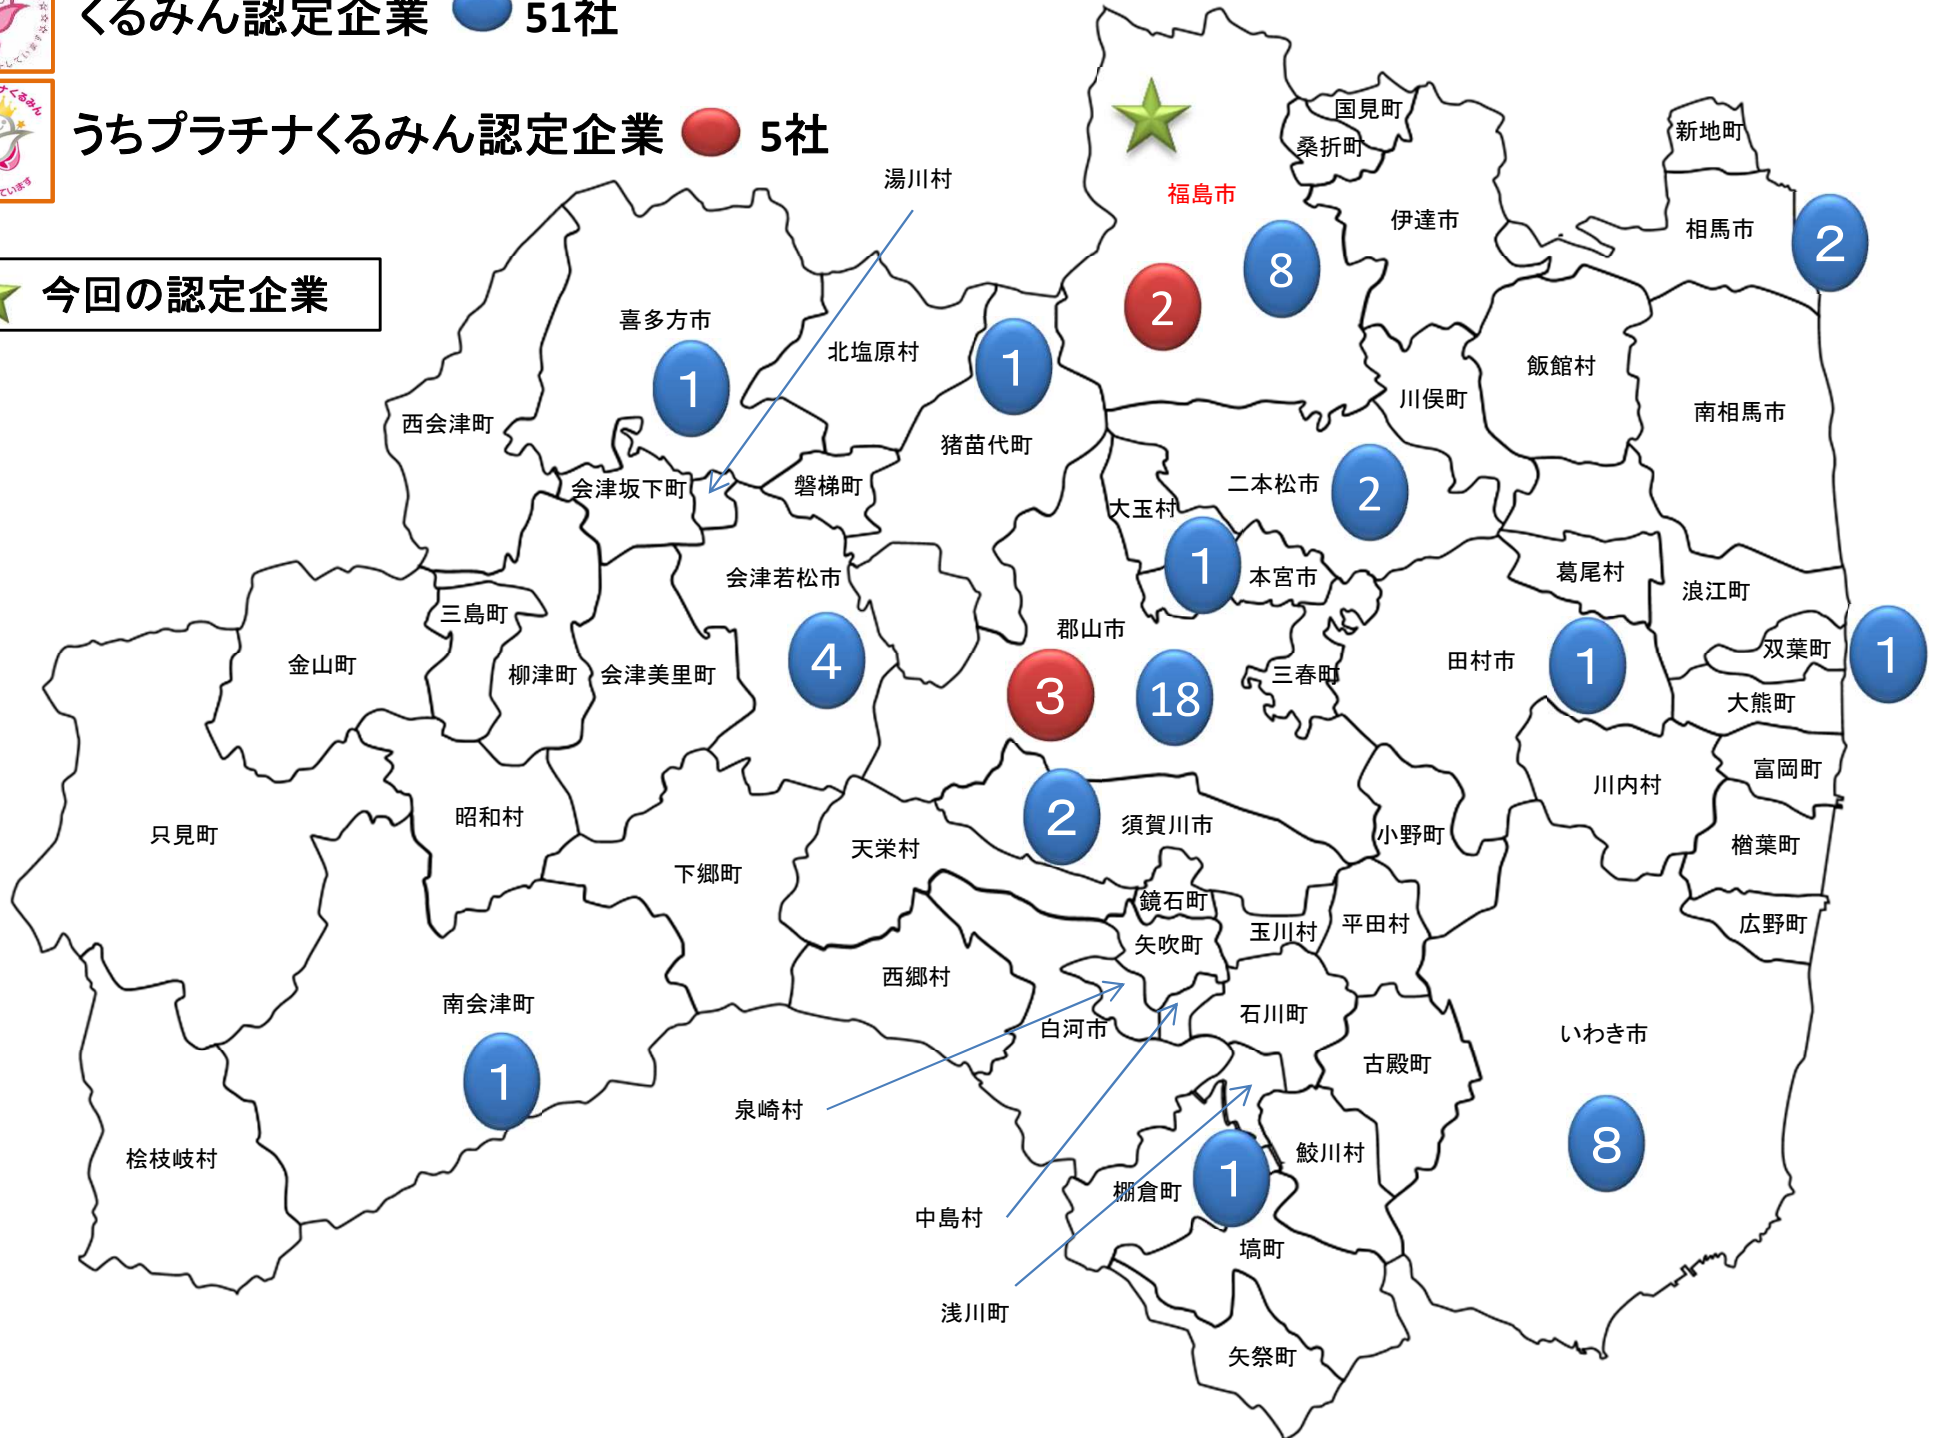 くるみん認定企業 51社
うちプラチナくるみん認定企業 5社
今回の認定企業
国見町
桑折町
新地町
湯川村
福島市
伊達市
相馬市
2
8
2
喜多方市
北塩原村
1
1
飯館村
川俣町
南相馬市
西会津町
猪苗代町
会津坂下町
磐梯町
大玉村
二本松市
2
会津若松市
1
本宮市
葛尾村
浪江町
三島町
郡山市
双葉町
1
金山町
柳津町
会津美里町
4
3
18
三春町
田村市
1
大熊町
富岡町
川内村
只見町
昭和村
2
須賀川市
小野町
楢葉町
天栄村
下郷町
鏡石町
玉川村
平田村
広野町
矢吹町
西郷村
南会津町
白河市
石川町
いわき市
古殿町
1
泉崎村
8
桧枝岐村
鮫川村
棚倉町
1
中島村
塙町
浅川町
矢祭町